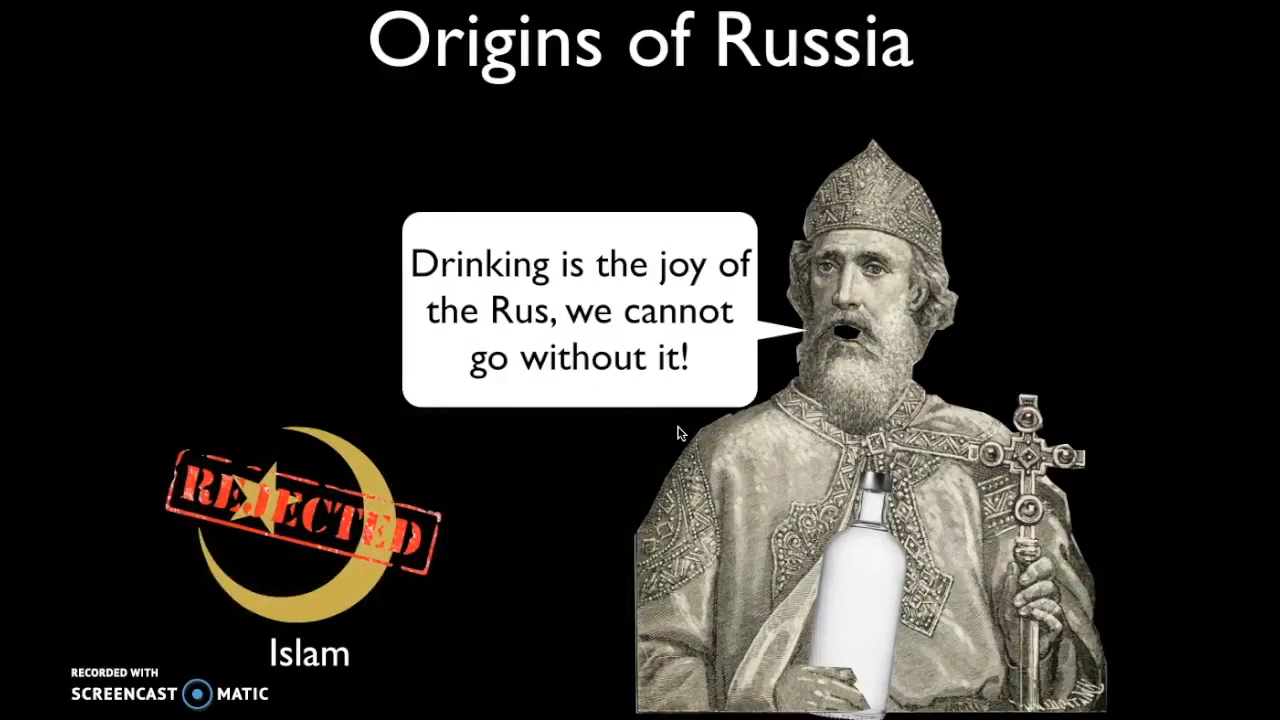 Origins of Russia
Drinking is the joy of
the Rus, we cannot
go without it!
REJECTED
Islam
RECORDED WITH
SCREENCAST MATIC